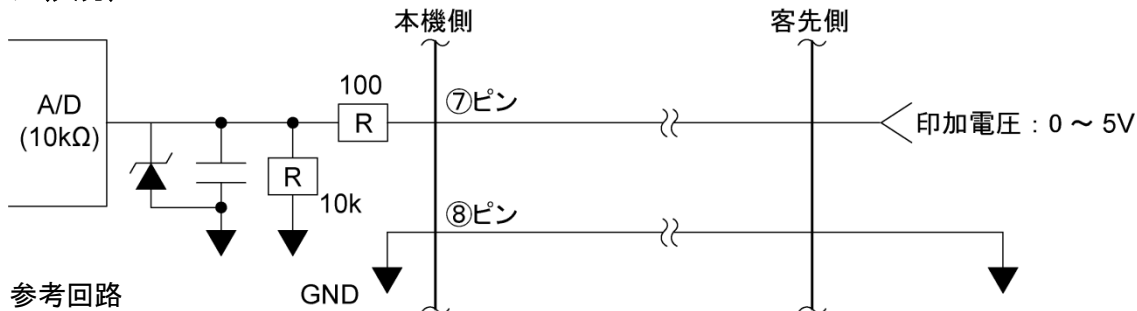 本機側
客先側
A/D
(10kΩ)
100
R
⑦ピン
印加電圧：0 ～ 5V
R
10k
⑧ピン
参考回路
GND